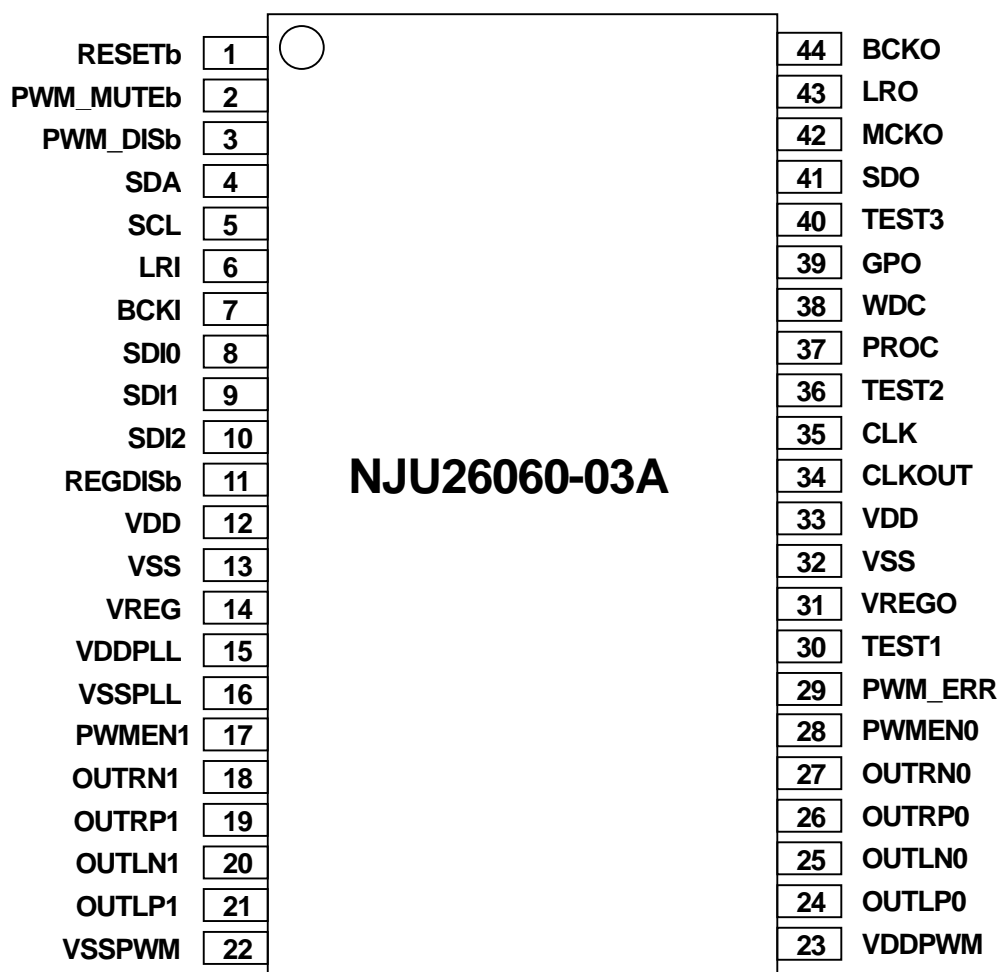 RESETb 1 44 BCKO
PWM_MUTEb 2 43 LRO
PWM_DISb 3 42 MCKO
SDA 4 41 SDO
SCL 5 40 TEST3
LRI 6 39 GPO
BCKI 7 38 WDC
SDI0 8 37 PROC
SDI1 9 36 TEST2
SDI2 10 35 CLK
REGDISb 11 NJU26060-03A 34 CLKOUT
VDD 12 33 VDD
VSS 13 32 VSS
VREG 14 31 VREGO
VDDPLL 15 30 TEST1
VSSPLL 16 29 PWM_ERR
PWMEN1 17 28 PWMEN0
OUTRN1 18 27 OUTRN0
OUTRP1 19 26 OUTRP0
OUTLN1 20 25 OUTLN0
OUTLP1 21 24 OUTLP0
VSSPWM 22 23 VDDPWM